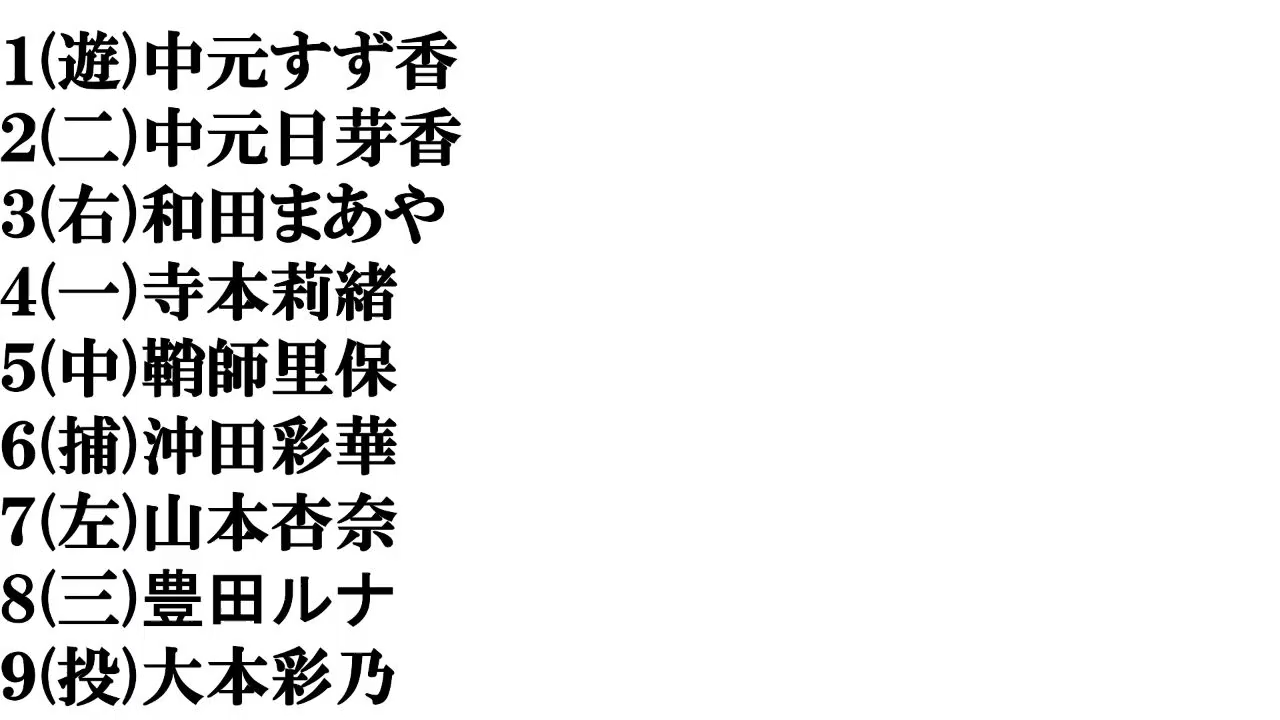 1(遊)中元すず香
2(二)中元日芽香
3(右)和田まあや
4(一)寺本莉緒
5(中)鞘師里保
6(捕)沖田彩華
7(左)山本杏奈
8(三)豊田ルナ
9(投)大本彩乃